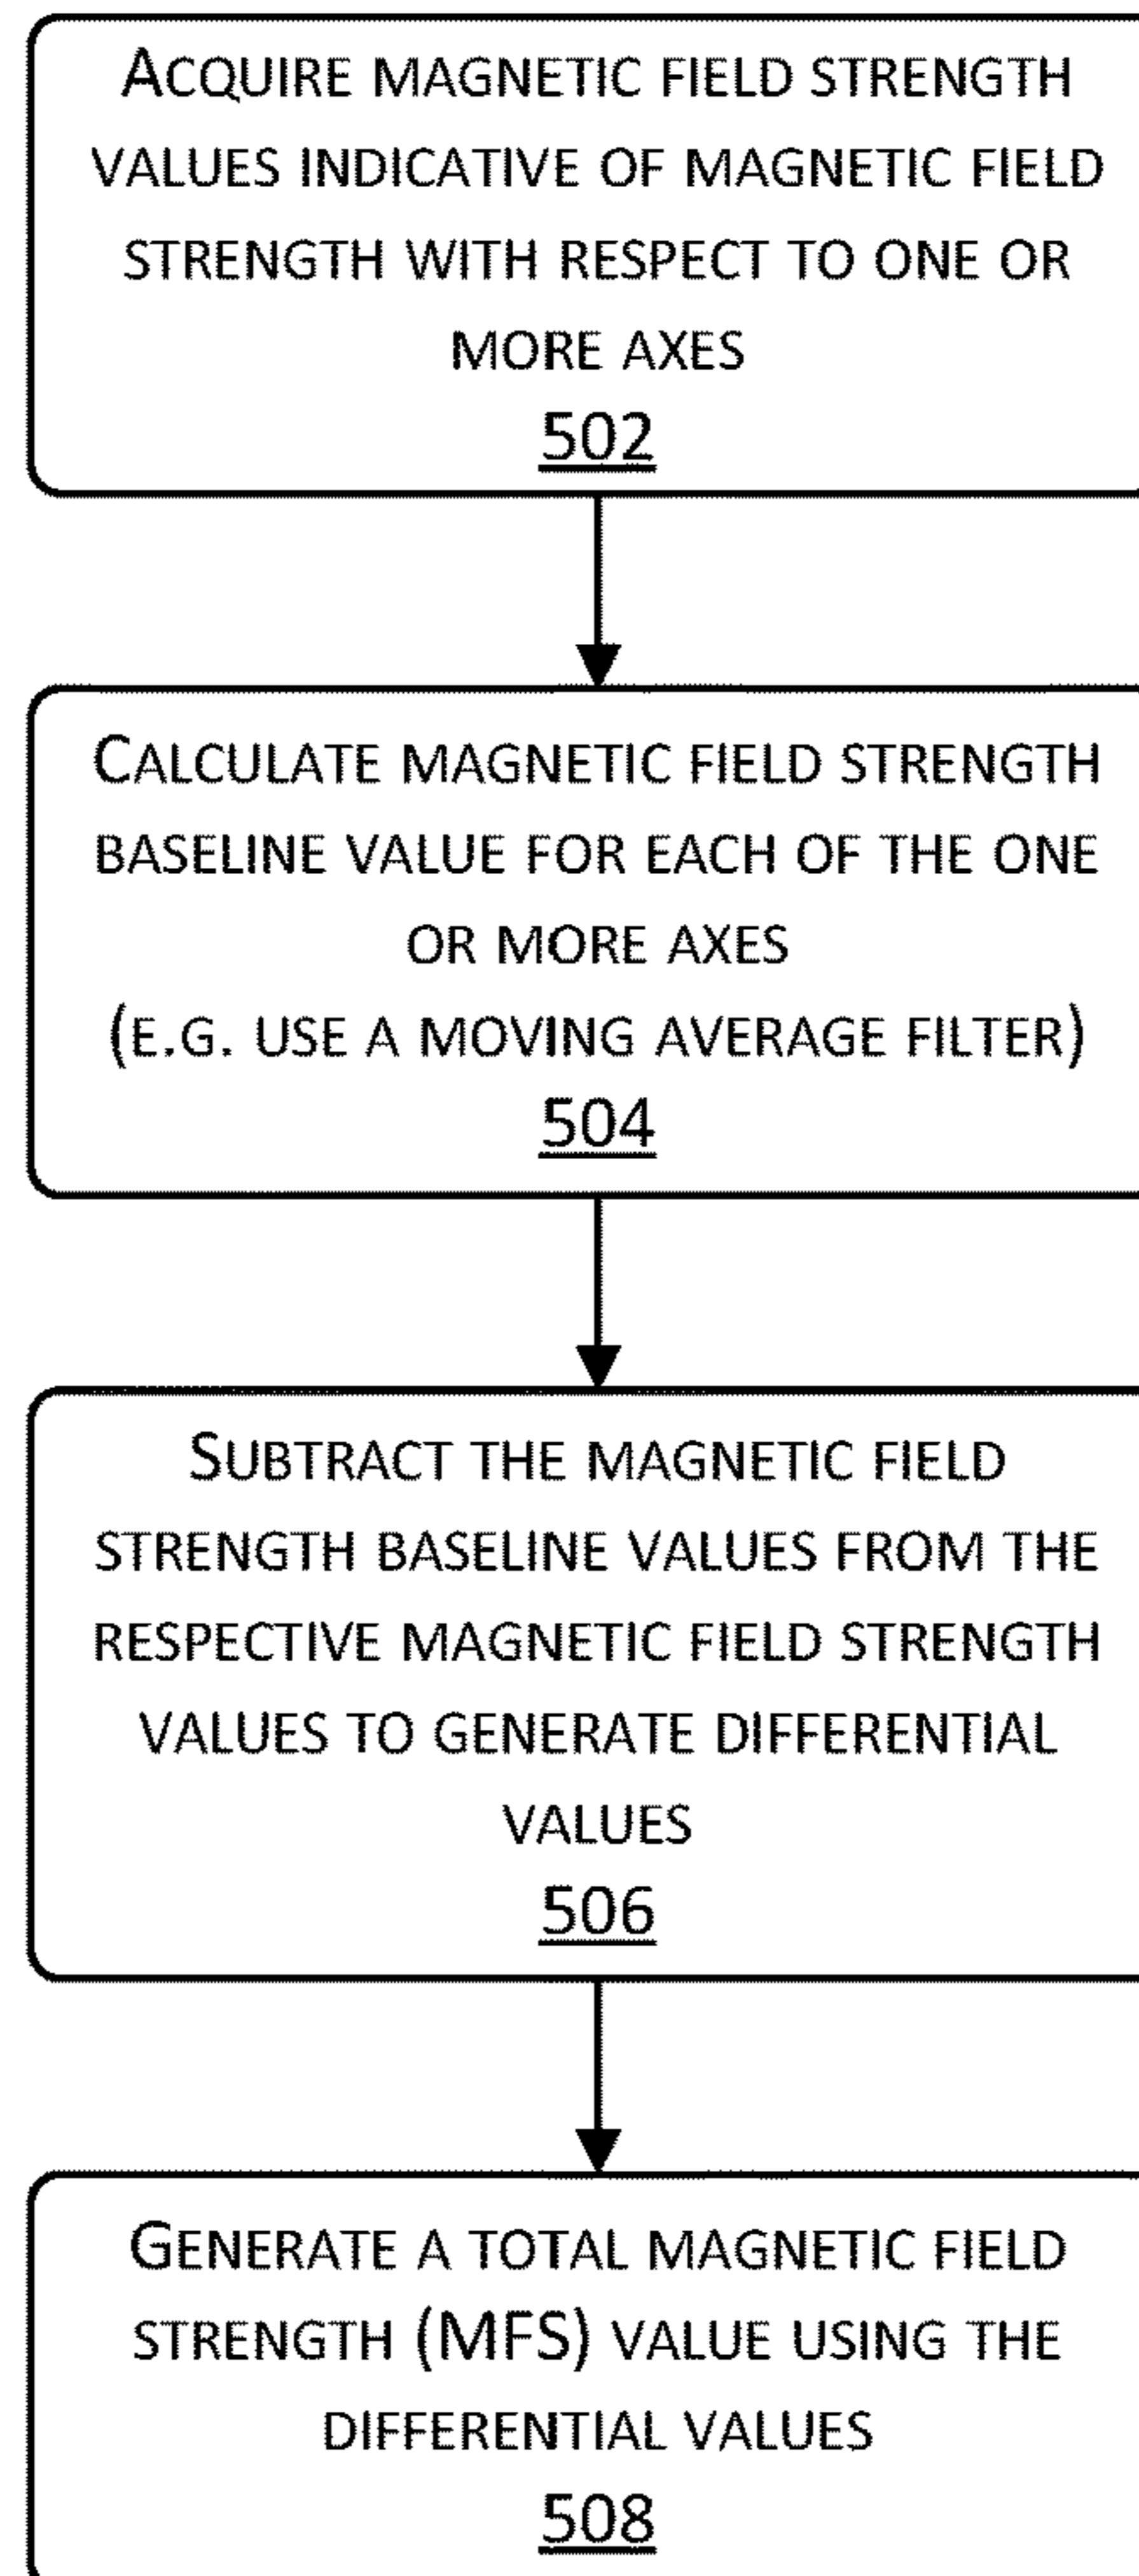 ACQUIRE MAGNETIC FIELD STRENGTH
VALUES INDICATIVE OF MAGNETIC FIELD
STRENGTH WITH RESPECT TO ONE OR
MORE AXES
502
CALCULATE MAGNETIC FIELD STRENGTH
BASELINE VALUE FOR EACH OF THE ONE
OR MORE AXES
(E.G. USE A MOVING AVERAGE FILTER)
504
SUBTRACT THE MAGNETIC FIELD
STRENGTH BASELINE VALUES FROM THE
RESPECTIVE MAGNETIC FIELD STRENGTH
VALUES TO GENERATE DIFFERENTIAL
VALUES
506
GENERATE A TOTAL MAGNETIC FIELD
STRENGTH (MFS) VALUE USING THE
DIFFERENTIAL VALUES
508